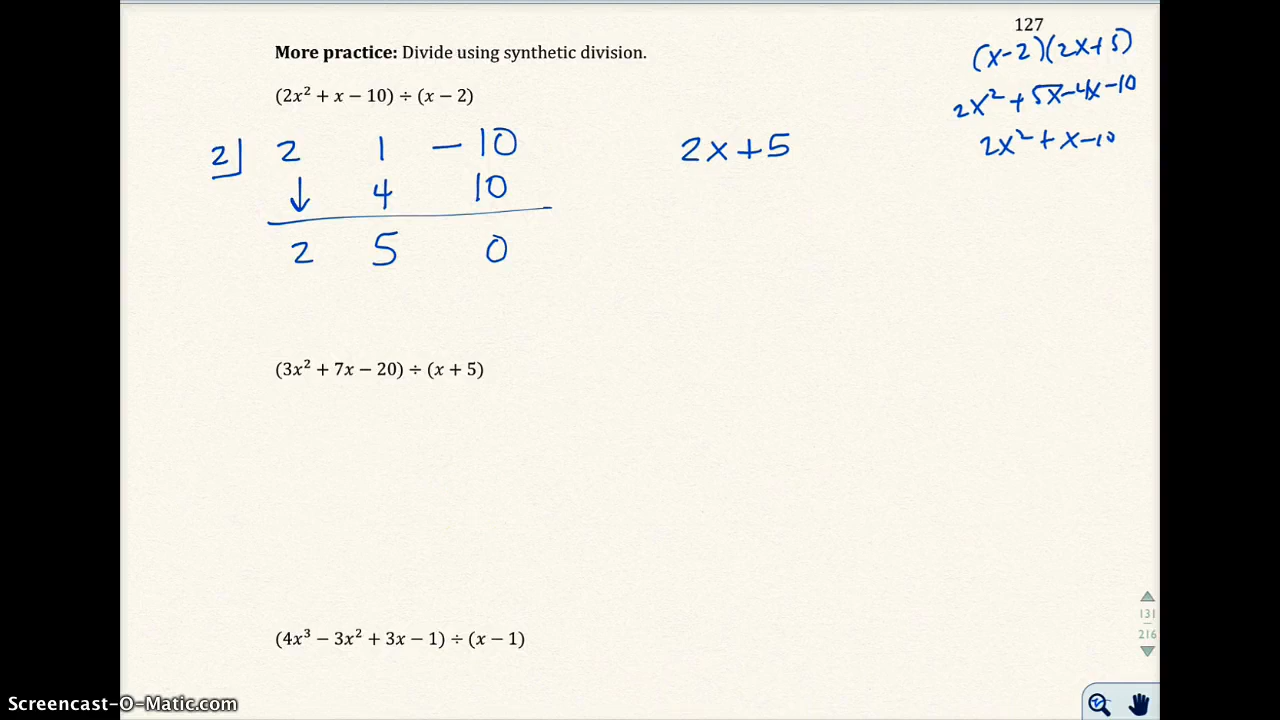 127
More practice: Divide using synthetic division.
(x-2)(2x+5)
(2x² + x − 10) ÷ (x − 2)
2x² + 5x-4x-10
2x² + x-10
2 2 1 -10
2x+5
↓ 4 10
2 5 0
(3x² + 7x − 20) ÷ (x + 5)
(4x³ − 3x² + 3x − 1) ÷ (x − 1)
131
216
Screencast-O-Matic.com